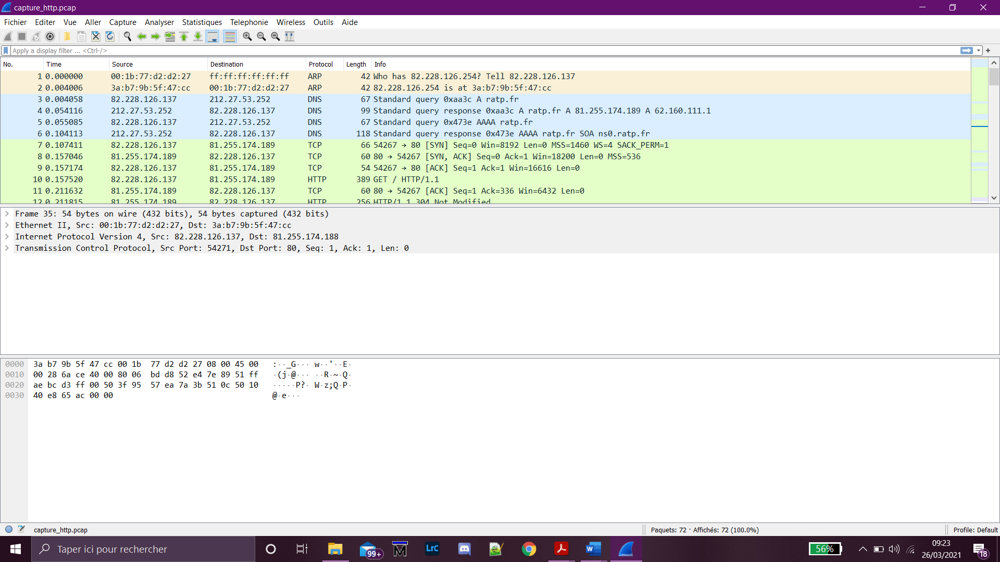 capture_http.pcap
Fichier Editer Vue Aller Capture Analyser Statistiques Telephonie Wireless Outils Aide
Apply a display filter ... <Ctrl-/>
No. Time Source Destination Protocol Length Info
1 0.000000 00:1b:77:d2:d2:27 ff:ff:ff:ff:ff:ff ARP 42 Who has 82.228.126.254? Tell 82.228.126.137
2 0.004006 3a:b7:9b:5f:47:cc 00:1b:77:d2:d2:27 ARP 42 82.228.126.254 is at 3a:b7:9b:5f:47:cc
3 0.004058 82.228.126.137 212.27.53.252 DNS 67 Standard query 0xaa3c A ratp.fr
4 0.054116 212.27.53.252 82.228.126.137 DNS 99 Standard query response 0xaa3c A ratp.fr A 81.255.174.189 A 62.160.111.1
5 0.055085 82.228.126.137 212.27.53.252 DNS 67 Standard query 0x473e AAAA ratp.fr
6 0.104113 212.27.53.252 82.228.126.137 DNS 118 Standard query response 0x473e AAAA ratp.fr SOA ns0.ratp.fr
7 0.107411 82.228.126.137 81.255.174.189 TCP 66 54267 → 80 [SYN] Seq=0 Win=8192 Len=0 MSS=1460 WS=4 SACK_PERM=1
8 0.157046 81.255.174.189 82.228.126.137 TCP 60 80 → 54267 [SYN, ACK] Seq=0 Ack=1 Win=18200 Len=0 MSS=536
9 0.157174 82.228.126.137 81.255.174.189 TCP 54 54267 → 80 [ACK] Seq=1 Ack=1 Win=16616 Len=0
10 0.157520 82.228.126.137 81.255.174.189 HTTP 389 GET / HTTP/1.1
11 0.211632 81.255.174.189 82.228.126.137 TCP 60 80 → 54267 [ACK] Seq=1 Ack=336 Win=6432 Len=0
12 0.211815 81.255.174.189 82.228.126.137 HTTP 256 HTTP/1.1 304 Not Modified
Frame 35: 54 bytes on wire (432 bits), 54 bytes captured (432 bits)
Ethernet II, Src: 00:1b:77:d2:d2:27, Dst: 3a:b7:9b:5f:47:cc
Internet Protocol Version 4, Src: 82.228.126.137, Dst: 81.255.174.188
Transmission Control Protocol, Src Port: 54271, Dst Port: 80, Seq: 1, Ack: 1, Len: 0
0000 3a b7 9b 5f 47 cc 00 1b 77 d2 d2 27 08 00 45 00 :··_G··· w··'··E·
0010 00 28 6a ce 40 00 80 06 bd d8 52 e4 7e 89 51 ff ·(j·@··· ··R·~·Q·
0020 ae bc d3 ff 00 50 3f 95 57 ea 7a 3b 51 0c 50 10 ·····P?· W·z;Q·P·
0030 40 e8 65 ac 00 00 @·e···
capture_http.pcap Paquets: 72 · Affichés: 72 (100.0%) Profile: Default
Taper ici pour rechercher
99+
LrC
W
56%
09:23
26/03/2021
18